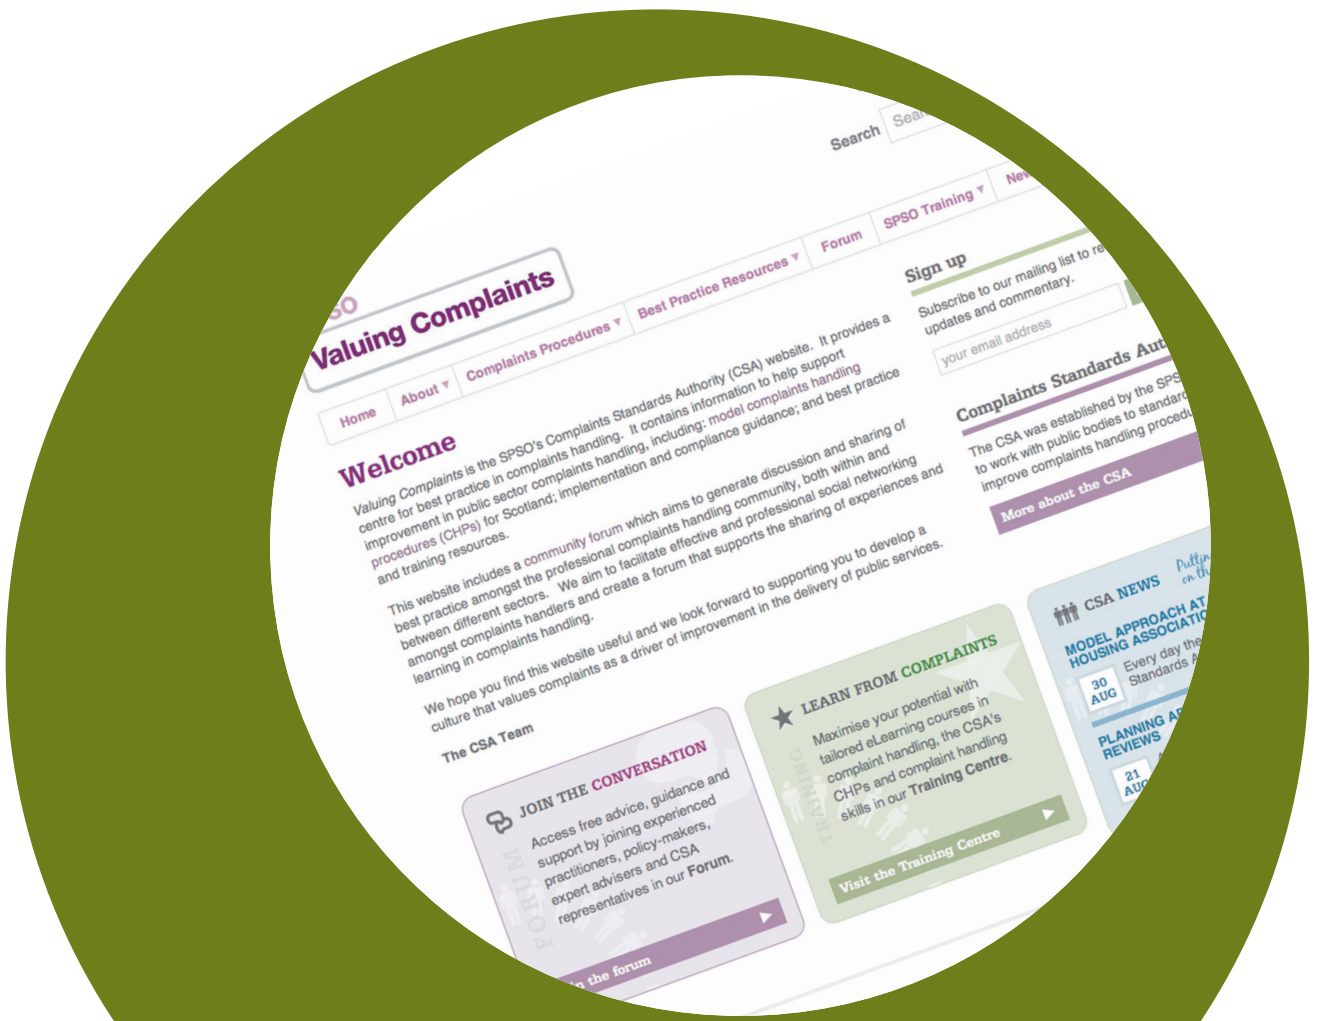 Search
SO
Valuing Complaints
Home About Complaints Procedures Best Practice Resources Forum SPSO Training
Welcome
Valuing Complaints is the SPSO's Complaints Standards Authority (CSA) website. It provides a
centre for best practice in complaints handling. It contains information to help support
improvement in public sector complaints handling, including: model complaints handling
procedures (CHPs) for Scotland; implementation and compliance guidance; and best practice
and training resources.
This website includes a community forum which aims to generate discussion and sharing of
best practice amongst the professional complaints handling community, both within and
between different sectors. We aim to facilitate effective and professional social networking
amongst complaints handlers and create a forum that supports the sharing of experiences and
learning in complaints handling.
We hope you find this website useful and we look forward to supporting you to develop a
culture that values complaints as a driver of improvement in the delivery of public services.
The CSA Team
Sign up
Subscribe to our mailing list to re
updates and commentary.
your email address
Complaints Standards Aut
The CSA was established by the SPS
to work with public bodies to standard
improve complaints handling procedu
More about the CSA
JOIN THE CONVERSATION
FORUM
Access free advice, guidance and
support by joining experienced
practitioners, policy-makers,
expert advisers and CSA
representatives in our Forum.
in the forum
LEARN FROM COMPLAINTS
TRAINING
Maximise your potential with
tailored eLearning courses in
complaint handling, the CSA's
CHPs and complaint handling
skills in our Training Centre.
Visit the Training Centre
CSA NEWS
MODEL APPROACH AT
HOUSING ASSOCIATIO
30
AUG
Every day the
Standards A
PLANNING AP
REVIEWS
21
AUG